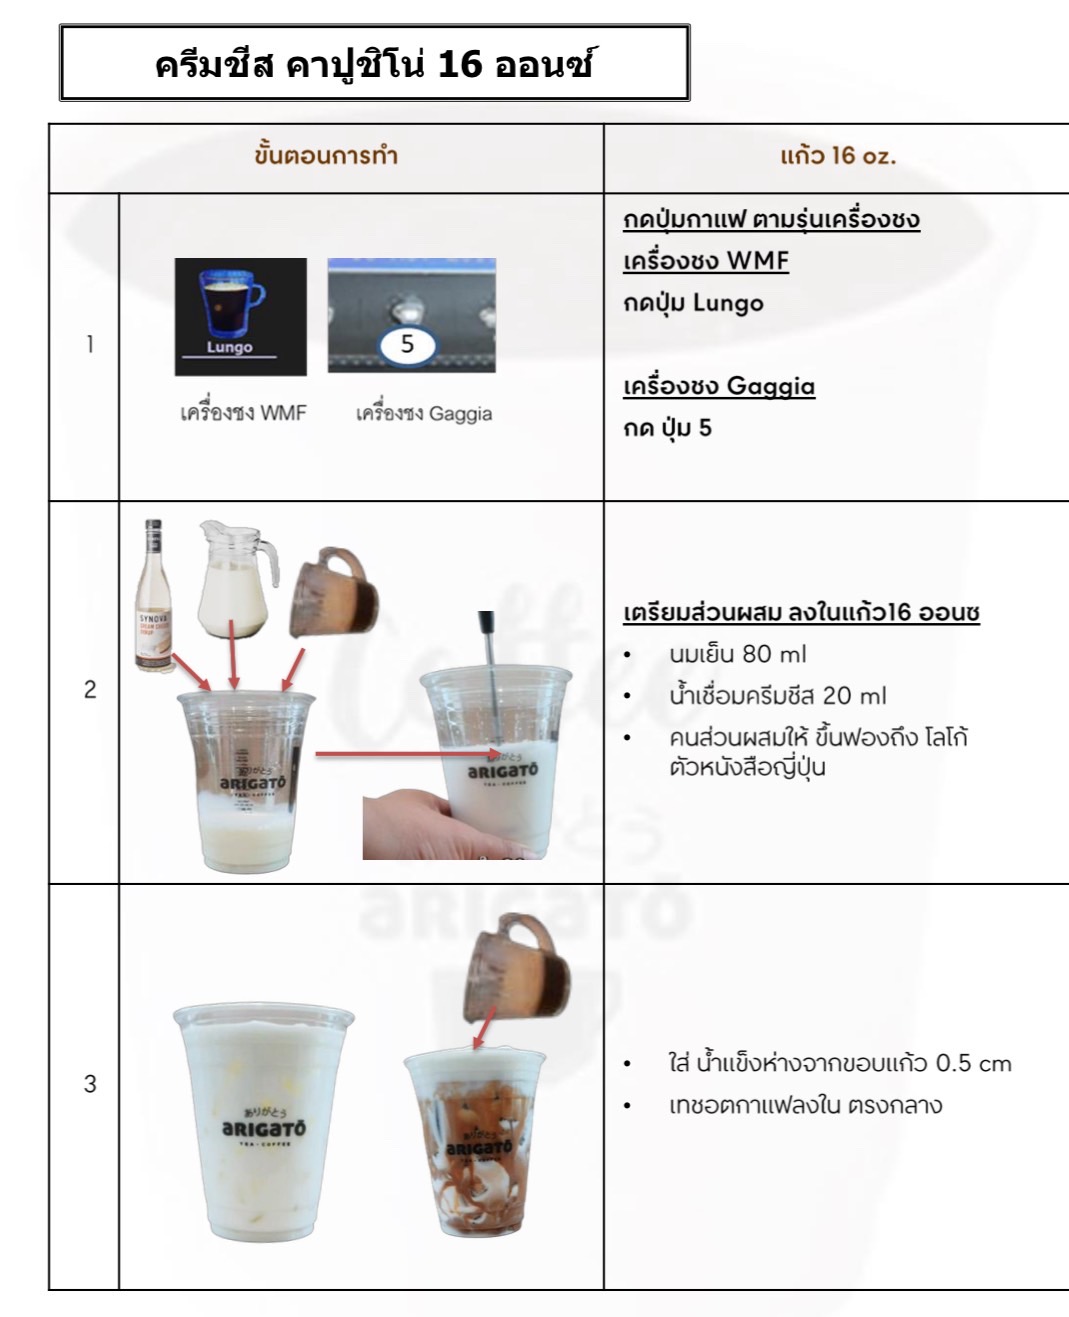 ครีมชีส คาปูชิโน่ 16 ออนซ์
ขั้นตอนการทำ
แก้ว 16 oz.
1
Lungo
5
เครื่องชง WMF
เครื่องชง Gaggia
กดปุ่มกาแฟ ตามรุ่นเครื่องชง
เครื่องชง WMF
กดปุ่ม Lungo
เครื่องชง Gaggia
กด ปุ่ม 5
2
SYNOVA
CREAM CHEESE
SYRUP
ありがとう
ARIGATŌ
TEA • COFFEE
ありがとう
ARIGATŌ
TEA • COFFEE
เตรียมส่วนผสม ลงในแก้ว16 ออนซ
• นมเย็น 80 ml
• น้ำเชื่อมครีมชีส 20 ml
• คนส่วนผสมให้ ขึ้นฟองถึง โลโก้
ตัวหนังสือญี่ปุ่น
Coffee
ARIGATŌ
3
ありがとう
ARIGATŌ
TEA • COFFEE
ありがとう
ARIGATŌ
• ใส่ น้ำแข็งห่างจากขอบแก้ว 0.5 cm
• เทชอตกาแฟลงใน ตรงกลาง